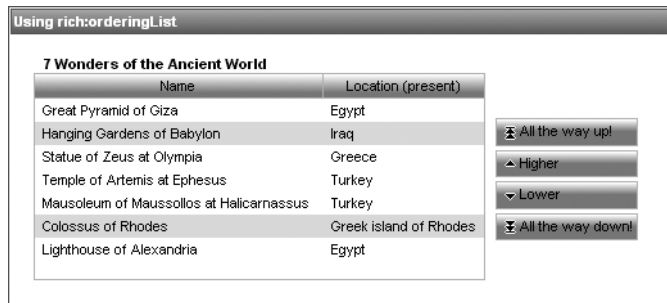 Using rich:orderingList
7 Wonders of the Ancient World
Name Location (present)
Great Pyramid of Giza Egypt
Hanging Gardens of Babylon Iraq
Statue of Zeus at Olympia Greece
Temple of Artemis at Ephesus Turkey
Mausoleum of Maussollos at Halicarnassus Turkey
Colossus of Rhodes Greek island of Rhodes
Lighthouse of Alexandria Egypt
All the way up!
Higher
Lower
All the way down!